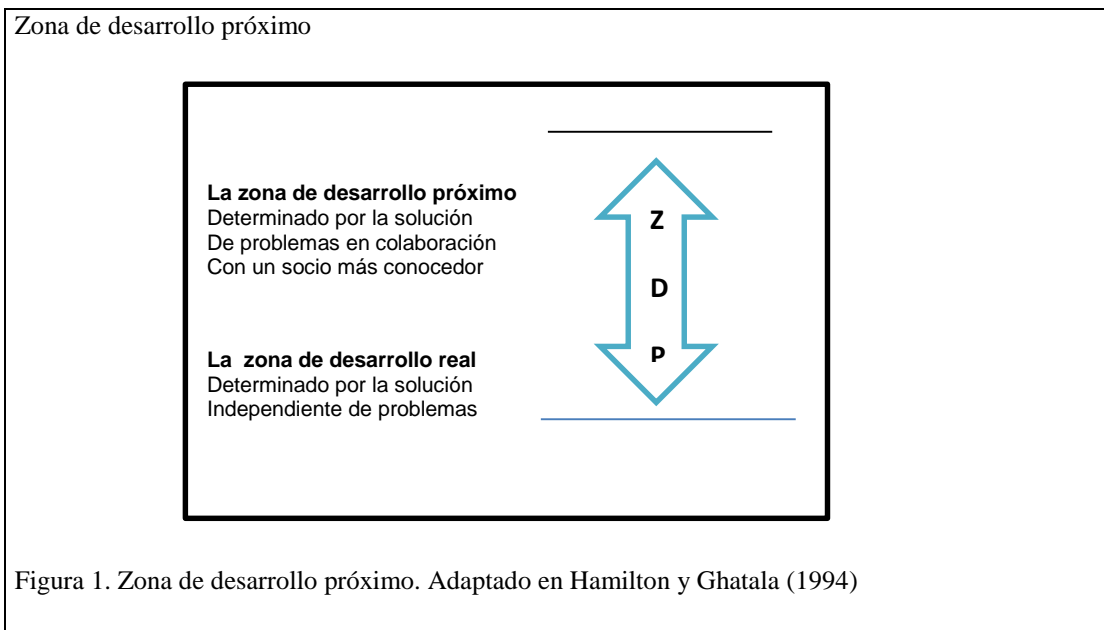 Zona de desarrollo próximo
La zona de desarrollo próximo
Determinado por la solución
De problemas en colaboración
Con un socio más conocedor
Z
D
P
La zona de desarrollo real
Determinado por la solución
Independiente de problemas
Figura 1. Zona de desarrollo próximo. Adaptado en Hamilton y Ghatala (1994)